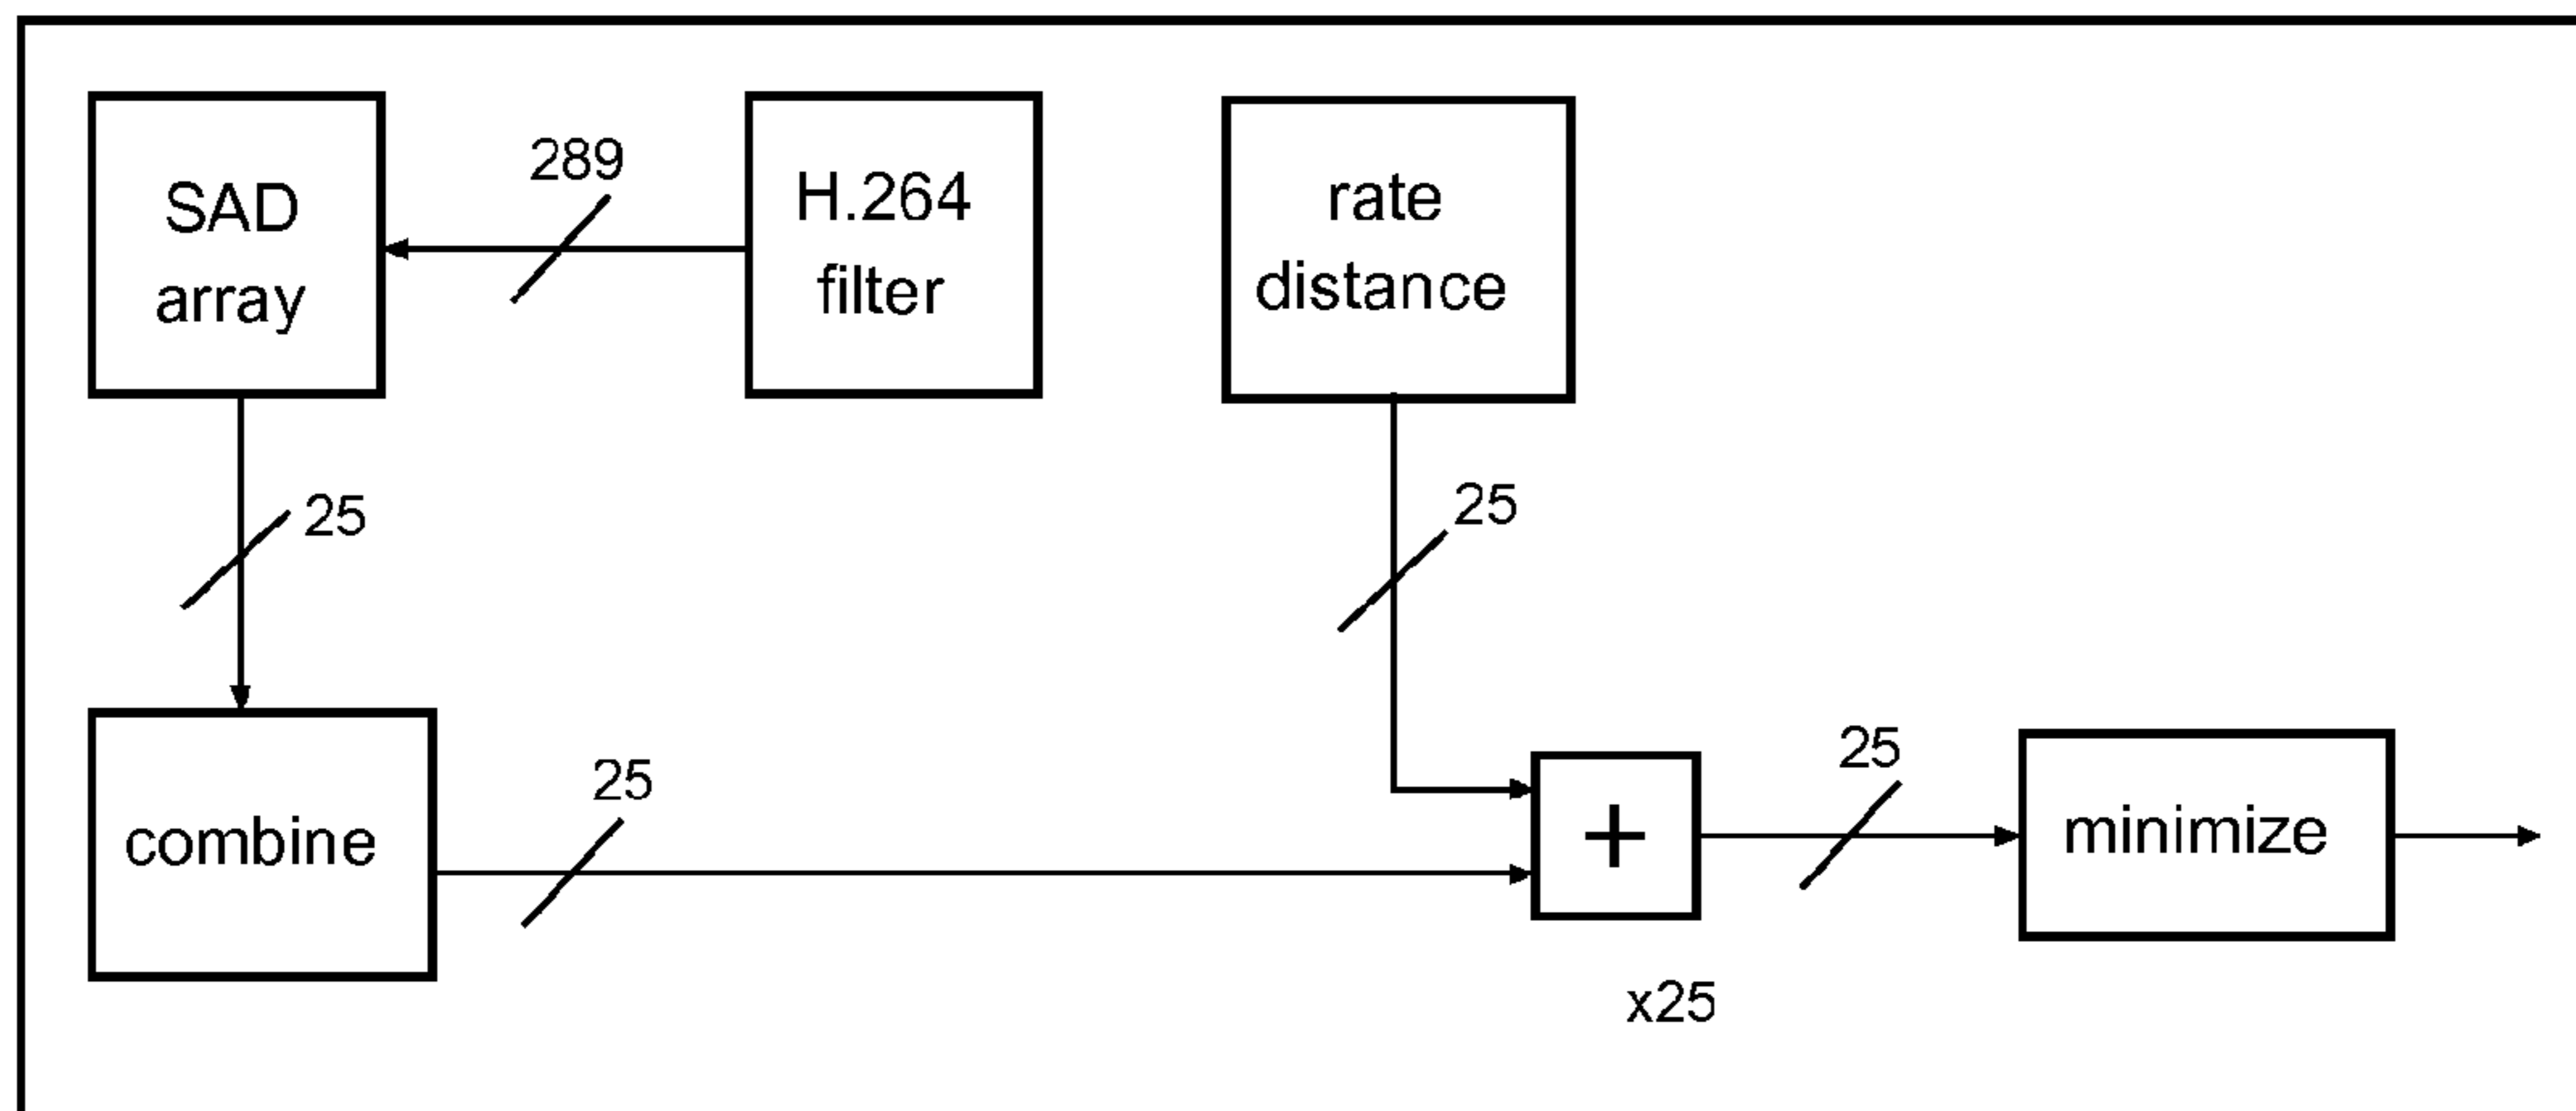 289
SAD
array
H.264
filter
rate
distance
25
25
combine
25
+
x25
25
minimize